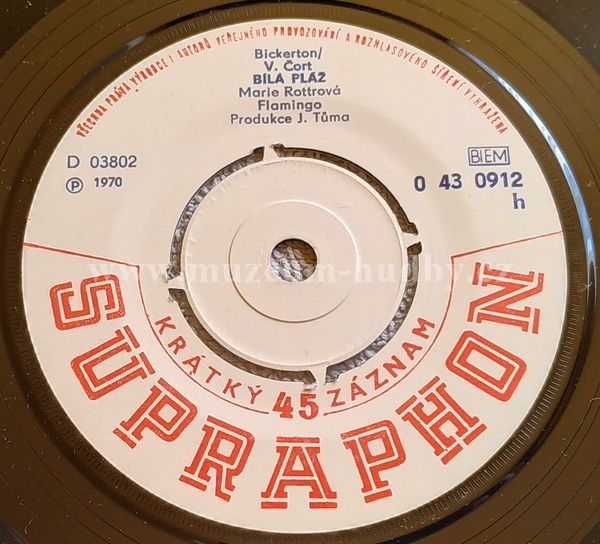 VŠECHNA PRÁVA VÝROBCE I AUTORŮ VEŘEJNÉHO PROVOZOVÁNÍ A ROZHLASOVÉHO ŠÍŘENÍ VYHRAŽENA
Bickerton/
V. Čort
BÍLÁ PLÁŽ
Marie Rottrová
Flamingo
Produkce J. Tůma
D 03802
℗ 1970
BIEM
0 43 0912
h
www.muzeum-hudby.cz
KRÁTKÝ 45 ZÁZNAM
SUPRAPHON